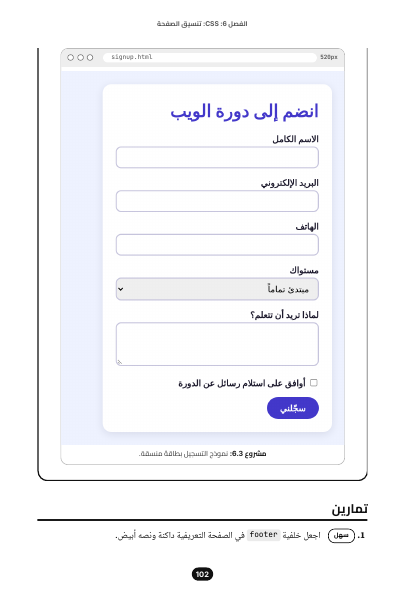 الفصل 6: CSS: تنسيق الصفحة
signup.html 520px
انضم إلى دورة الويب
الاسم الكامل
البريد الإلكتروني
الهاتف
مستواك
مبتدئ تماماً
لماذا تريد أن تتعلم؟
أوافق على استلام رسائل عن الدورة
سجّلني
مشروع 6.3: نموذج التسجيل بطاقة منسقة.
تمارين
1. سهل اجعل خلفية footer في الصفحة التعريفية داكنة ونصه أبيض.
102